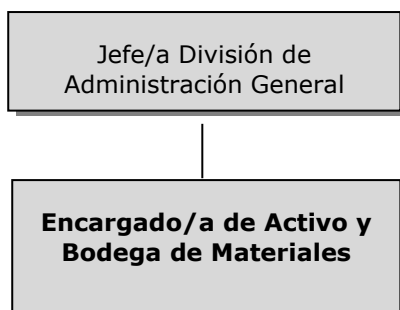 Jefe/a División de
Administración General
Encargado/a de Activo y
Bodega de Materiales